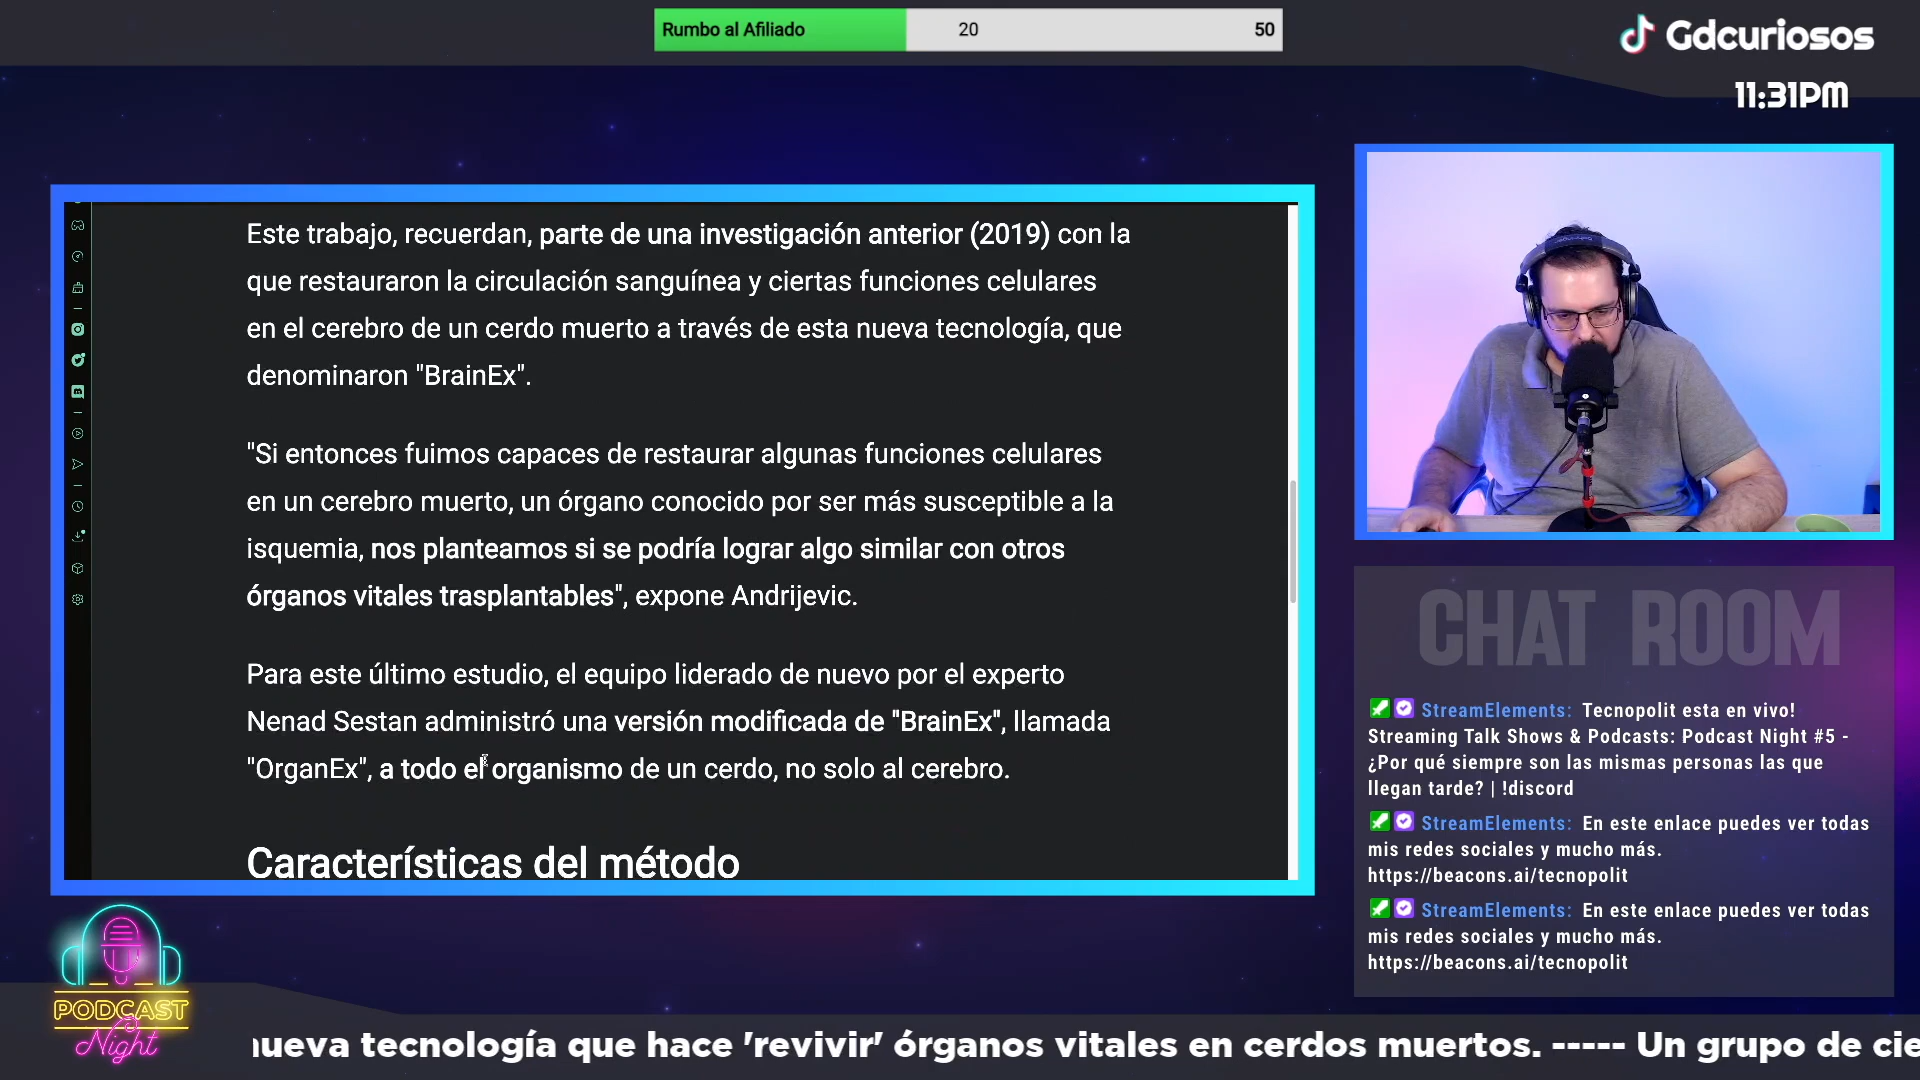 Rumbo al Afiliado 20 50
Gdcuriosos
11:31PM
Este trabajo, recuerdan, parte de una investigación anterior (2019) con la
que restauraron la circulación sanguínea y ciertas funciones celulares
en el cerebro de un cerdo muerto a través de esta nueva tecnología, que
denominaron "BrainEx".
"Si entonces fuimos capaces de restaurar algunas funciones celulares
en un cerebro muerto, un órgano conocido por ser más susceptible a la
isquemia, nos planteamos si se podría lograr algo similar con otros
órganos vitales trasplantables", expone Andrijevic.
Para este último estudio, el equipo liderado de nuevo por el experto
Nenad Sestan administró una versión modificada de "BrainEx", llamada
"OrganEx", a todo el organismo de un cerdo, no solo al cerebro.
Características del método
CHAT ROOM
StreamElements: Tecnopolit esta en vivo!
Streaming Talk Shows & Podcasts: Podcast Night #5 -
¿Por qué siempre son las mismas personas las que
llegan tarde? | !discord
StreamElements: En este enlace puedes ver todas
mis redes sociales y mucho más.
https://beacons.ai/tecnopolit
StreamElements: En este enlace puedes ver todas
mis redes sociales y mucho más.
https://beacons.ai/tecnopolit
PODCAST
Night
nueva tecnología que hace 'revivir' órganos vitales en cerdos muertos. ----- Un grupo de cie